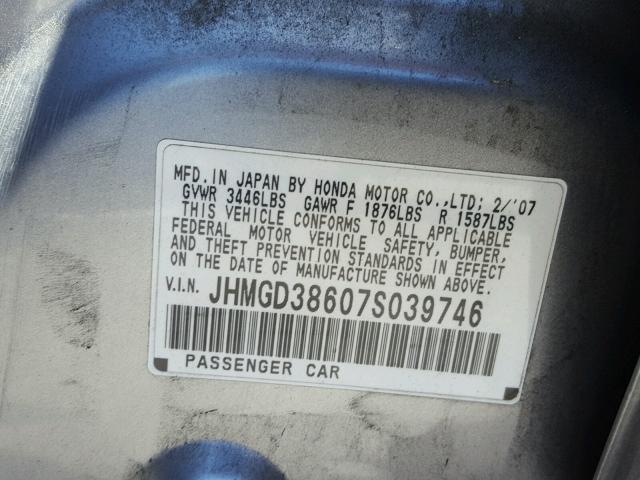 MFD. IN JAPAN BY HONDA MOTOR CO.,LTD; 2/'07
GVWR 3446LBS GAWR F 1876LBS R 1587LBS
THIS VEHICLE CONFORMS TO ALL APPLICABLE
FEDERAL MOTOR VEHICLE SAFETY, BUMPER,
AND THEFT PREVENTION STANDARDS IN EFFECT
ON THE DATE OF MANUFACTURE SHOWN ABOVE.
V.I.N. JHMGD38607S039746
PASSENGER CAR